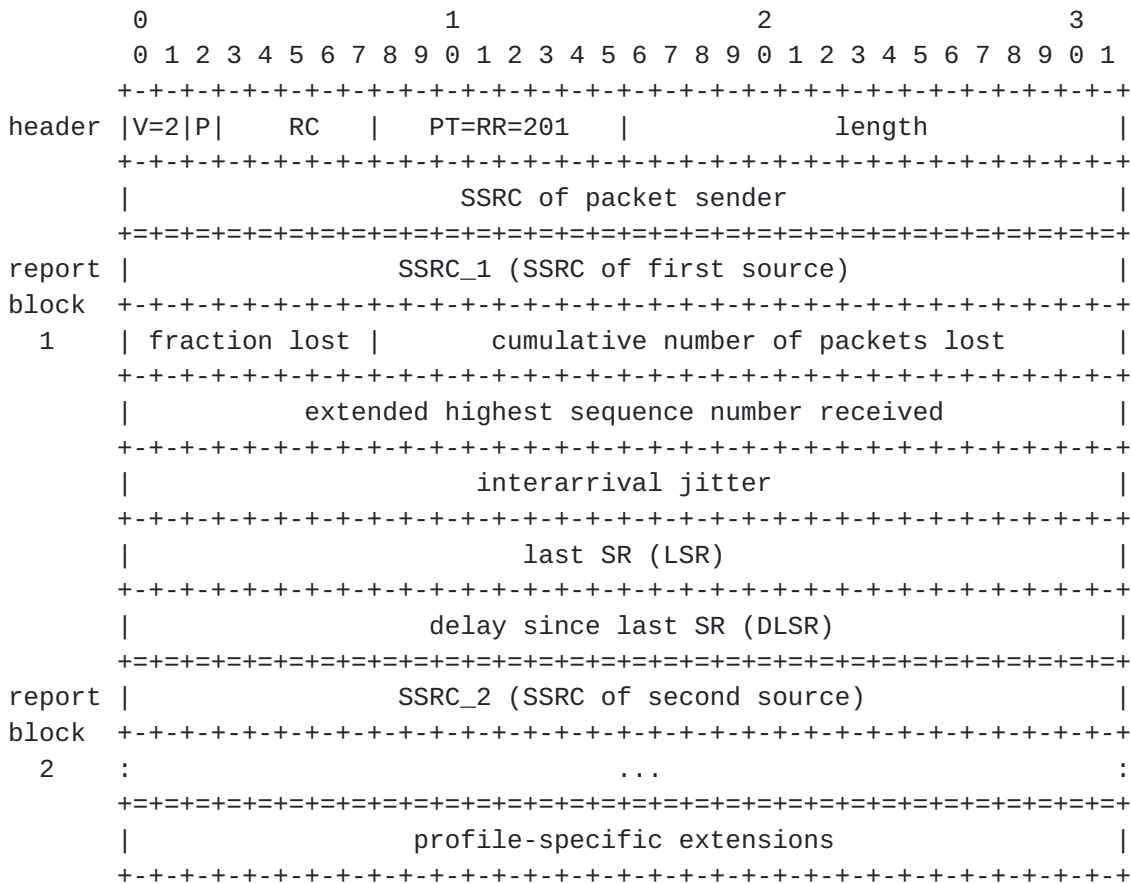 0                   1                   2                   3
        0 1 2 3 4 5 6 7 8 9 0 1 2 3 4 5 6 7 8 9 0 1 2 3 4 5 6 7 8 9 0 1
       +-+-+-+-+-+-+-+-+-+-+-+-+-+-+-+-+-+-+-+-+-+-+-+-+-+-+-+-+-+-+-+-+
header |V=2|P|    RC   |   PT=RR=201   |             length            |
       +-+-+-+-+-+-+-+-+-+-+-+-+-+-+-+-+-+-+-+-+-+-+-+-+-+-+-+-+-+-+-+-+
       |                     SSRC of packet sender                     |
       +=+=+=+=+=+=+=+=+=+=+=+=+=+=+=+=+=+=+=+=+=+=+=+=+=+=+=+=+=+=+=+=+
report |                 SSRC_1 (SSRC of first source)                 |
block  +-+-+-+-+-+-+-+-+-+-+-+-+-+-+-+-+-+-+-+-+-+-+-+-+-+-+-+-+-+-+-+-+
  1    | fraction lost |       cumulative number of packets lost       |
       +-+-+-+-+-+-+-+-+-+-+-+-+-+-+-+-+-+-+-+-+-+-+-+-+-+-+-+-+-+-+-+-+
       |           extended highest sequence number received           |
       +-+-+-+-+-+-+-+-+-+-+-+-+-+-+-+-+-+-+-+-+-+-+-+-+-+-+-+-+-+-+-+-+
       |                      interarrival jitter                      |
       +-+-+-+-+-+-+-+-+-+-+-+-+-+-+-+-+-+-+-+-+-+-+-+-+-+-+-+-+-+-+-+-+
       |                         last SR (LSR)                         |
       +-+-+-+-+-+-+-+-+-+-+-+-+-+-+-+-+-+-+-+-+-+-+-+-+-+-+-+-+-+-+-+-+
       |                   delay since last SR (DLSR)                  |
       +=+=+=+=+=+=+=+=+=+=+=+=+=+=+=+=+=+=+=+=+=+=+=+=+=+=+=+=+=+=+=+=+
report |                 SSRC_2 (SSRC of second source)                |
block  +-+-+-+-+-+-+-+-+-+-+-+-+-+-+-+-+-+-+-+-+-+-+-+-+-+-+-+-+-+-+-+-+
  2    :                               ...                             :
       +=+=+=+=+=+=+=+=+=+=+=+=+=+=+=+=+=+=+=+=+=+=+=+=+=+=+=+=+=+=+=+=+
       |                  profile-specific extensions                  |
       +-+-+-+-+-+-+-+-+-+-+-+-+-+-+-+-+-+-+-+-+-+-+-+-+-+-+-+-+-+-+-+-+